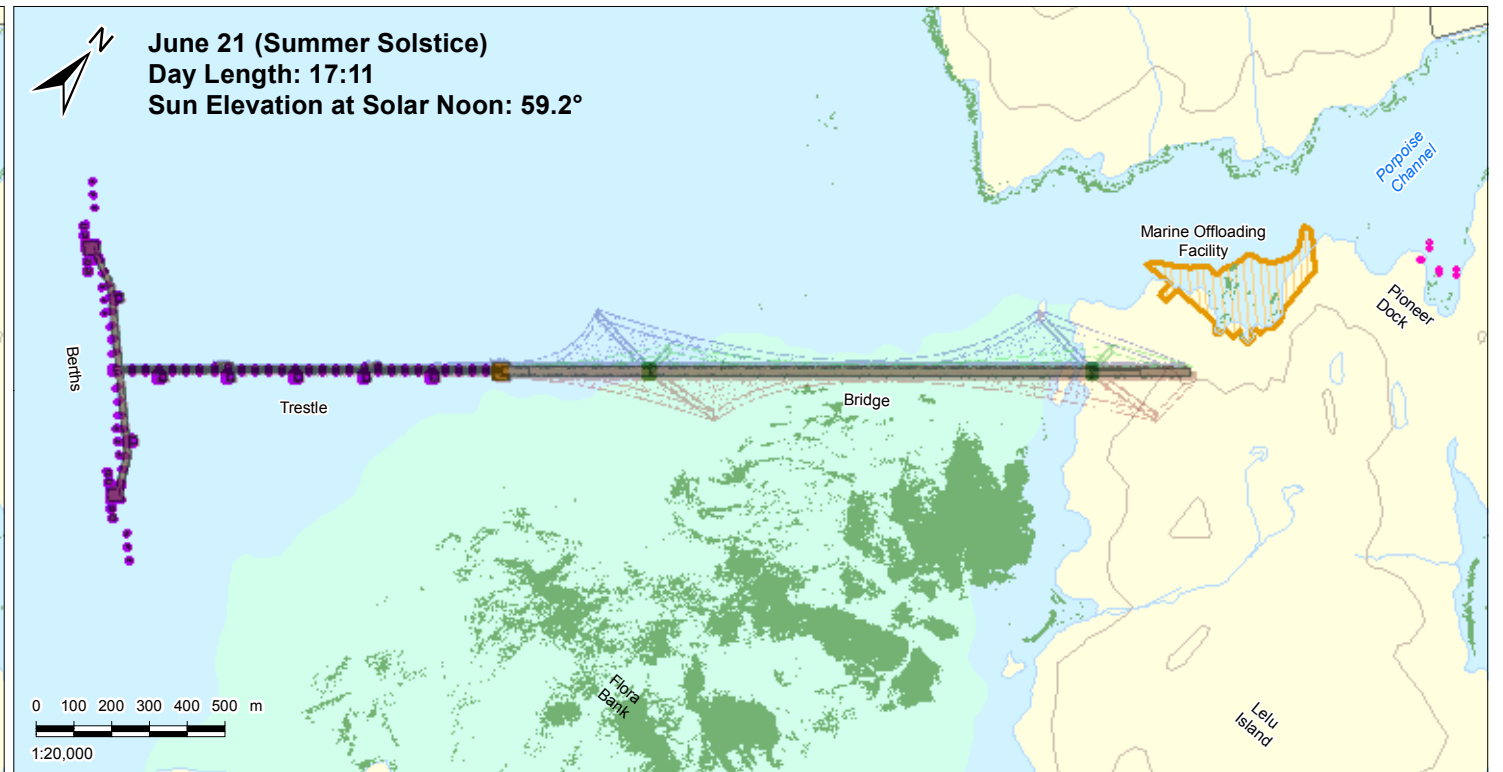 N
June 21 (Summer Solstice)
Day Length: 17:11
Sun Elevation at Solar Noon: 59.2°
Porpoise
Channel
Marine Offloading
Facility
Pioneer
Dock
Berths
Trestle
Bridge
Flora
Bank
Lelu
Island
0 100 200 300 400 500 m
1:20,000